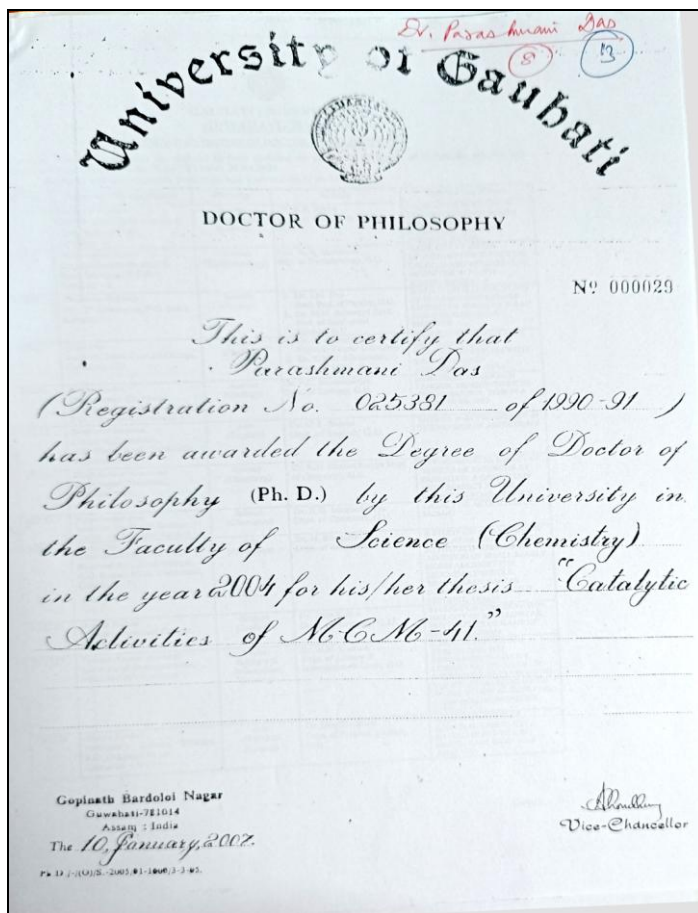 Dr. Parashmani Das
8 13
University of Gauhati
DOCTOR OF PHILOSOPHY
Nº 000029
This is to certify that
Parashmani Das
(Registration No. 025381 of 1990-91 )
has been awarded the Degree of Doctor of
Philosophy (Ph. D.) by this University in
the Faculty of Science (Chemistry)
in the year 2004 for his/her thesis “Catalytic
Activities of MCM-41.”
Gopinath Bardoloi Nagar
Guwahati-781014
Assam : India
The 10, January, 2007.
Vice-Chancellor